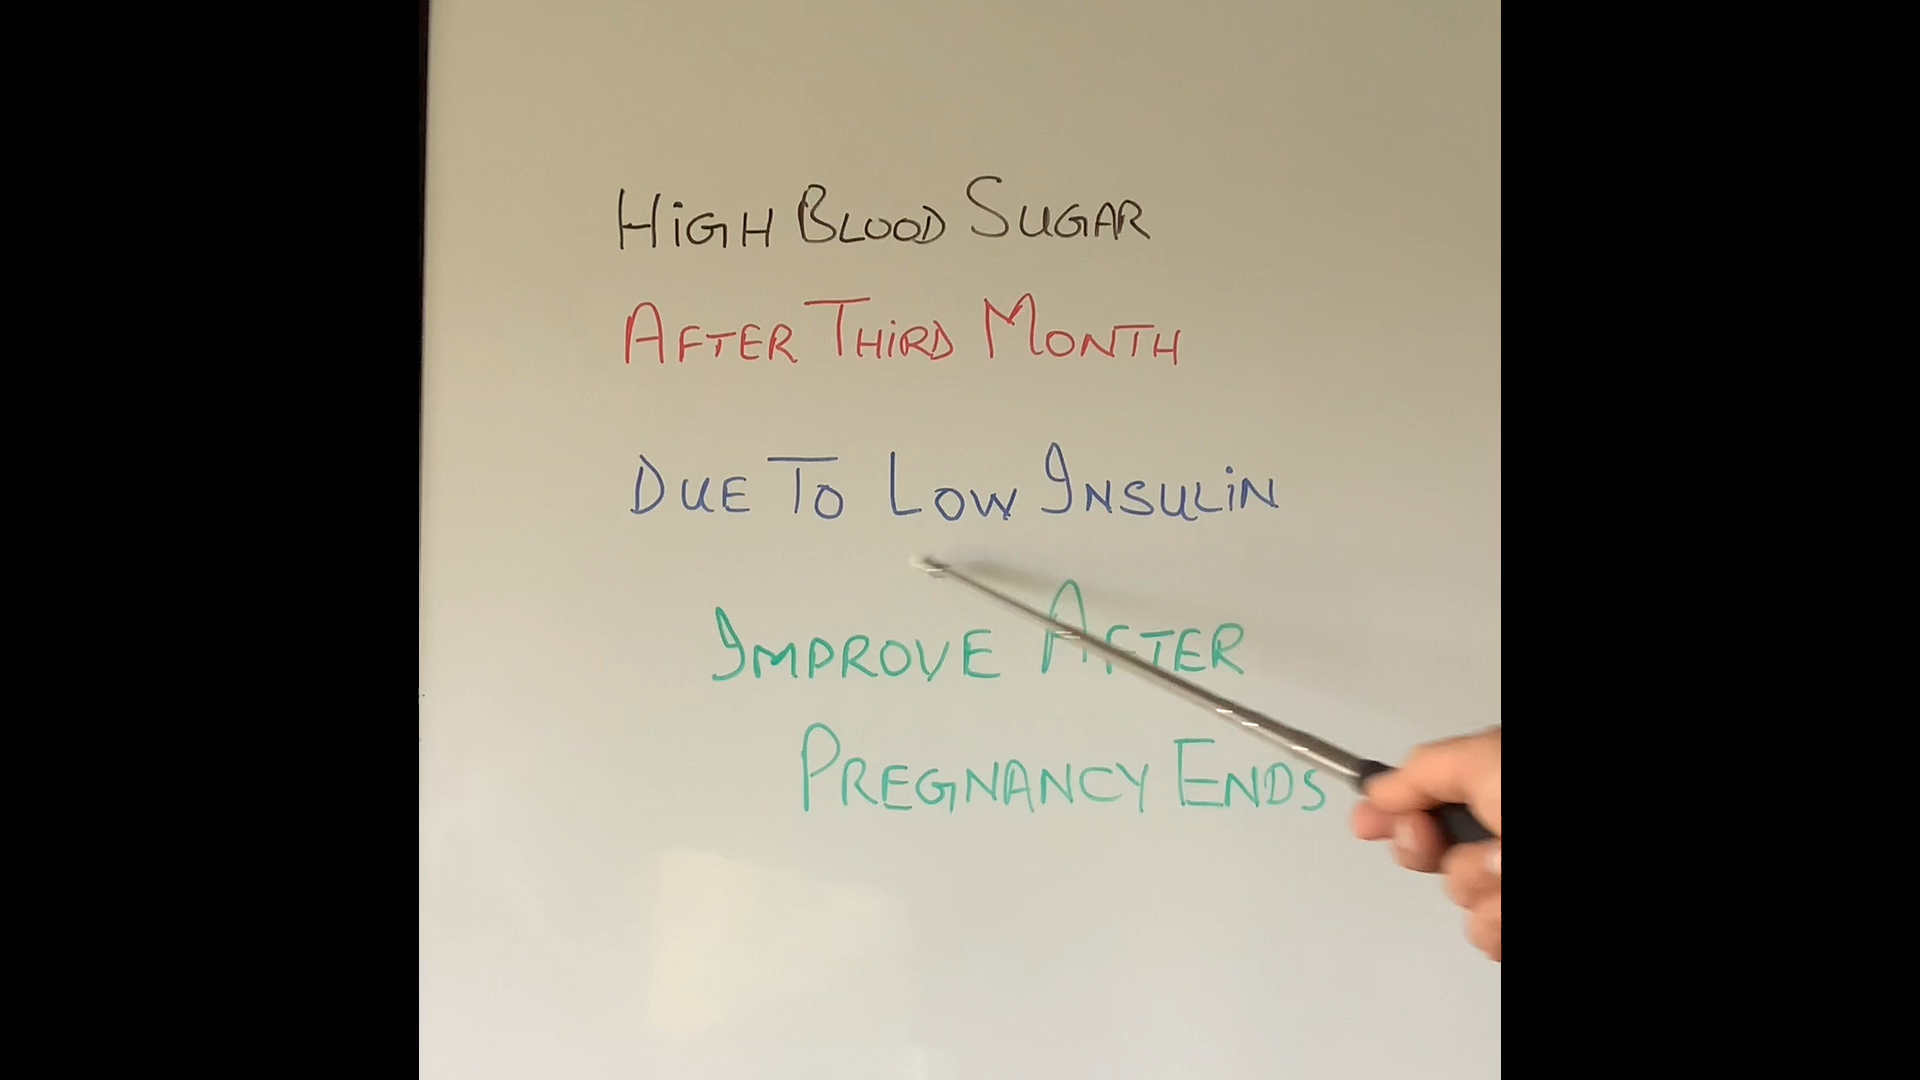 HiGH BLOOD SUGAR
AFTER THiRD MONTH
DUE TO LOW INSULiN
IMPROVE AFTER
PREGNANCY ENDS